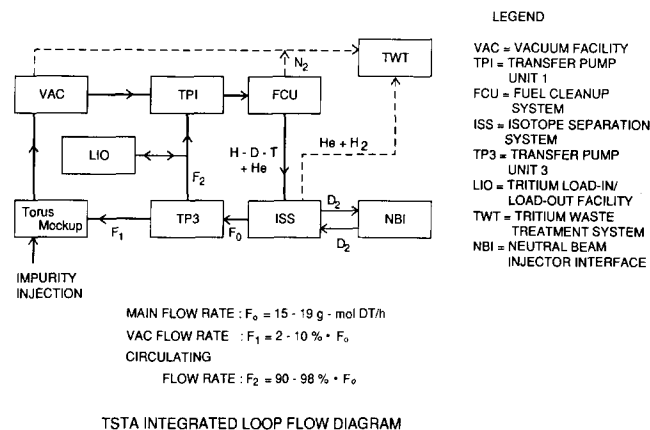 LEGEND
VAC = VACUUM FACILITY
TPI = TRANSFER PUMP
UNIT 1
FCU = FUEL CLEANUP
SYSTEM
ISS = ISOTOPE SEPARATION
SYSTEM
TP3 = TRANSFER PUMP
UNIT 3
LIO = TRITIUM LOAD-IN/
LOAD-OUT FACILITY
TWT = TRITIUM WASTE
TREATMENT SYSTEM
NBI = NEUTRAL BEAM
INJECTOR INTERFACE
TWT
N2
VAC
TPI
FCU
He + H2
LIO
H - D - T
+ He
F2
D2
Torus
Mockup
TP3
ISS
NBI
F1
F0
D2
IMPURITY
INJECTION
MAIN FLOW RATE : Fo = 15 - 19 g - mol DT/h
VAC FLOW RATE : F1 = 2 - 10 % • Fo
CIRCULATING
FLOW RATE : F2 = 90 - 98 % • Fo
TSTA INTEGRATED LOOP FLOW DIAGRAM